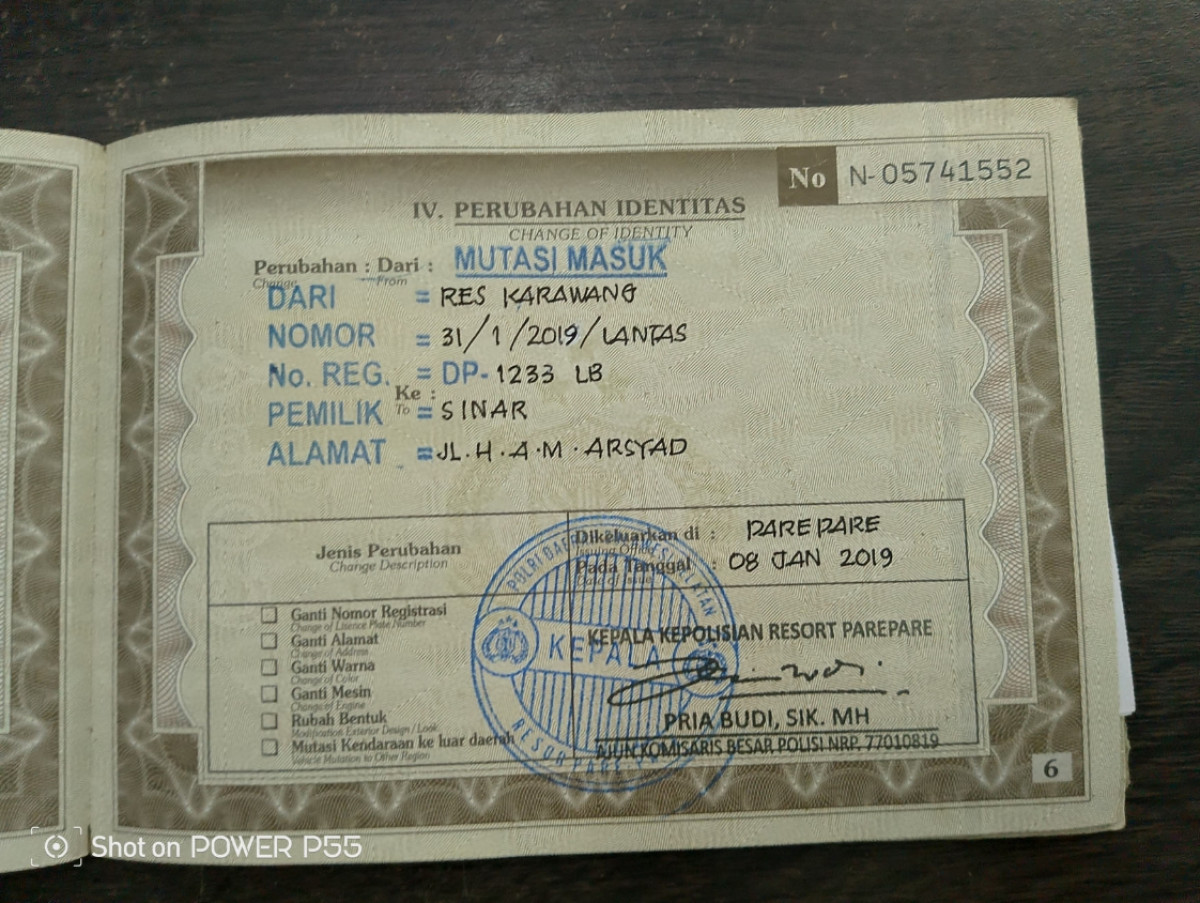 No N-05741552
IV. PERUBAHAN IDENTITAS
CHANGE OF IDENTITY
Perubahan : Dari : MUTASI MASUK
Change From
DARI = RES KARAWANG
NOMOR = 31/1/2019/LANTAS
No. REG. = DP-1233 LB
Ke :
To
PEMILIK = SINAR
ALAMAT = JL.H.A.M.ARSYAD
Jenis Perubahan
Change Description
Dikeluarkan di : PAREPARE
Issuing Office
Pada Tanggal : 08 JAN 2019
Date of Issue
Ganti Nomor Registrasi
Change of Licence Plate Number
Ganti Alamat
Change of Address
Ganti Warna
Change of Color
Ganti Mesin
Change of Engine
Rubah Bentuk
Modification Exterior Design / Look
Mutasi Kendaraan ke luar daerah
Vehicle Mutation to Other Region
KEPALA KEPOLISIAN RESORT PAREPARE
KEPALA
PRIA BUDI, SIK. MH
AJUN KOMISARIS BESAR POLISI NRP. 77010819
6
Shot on POWER P55